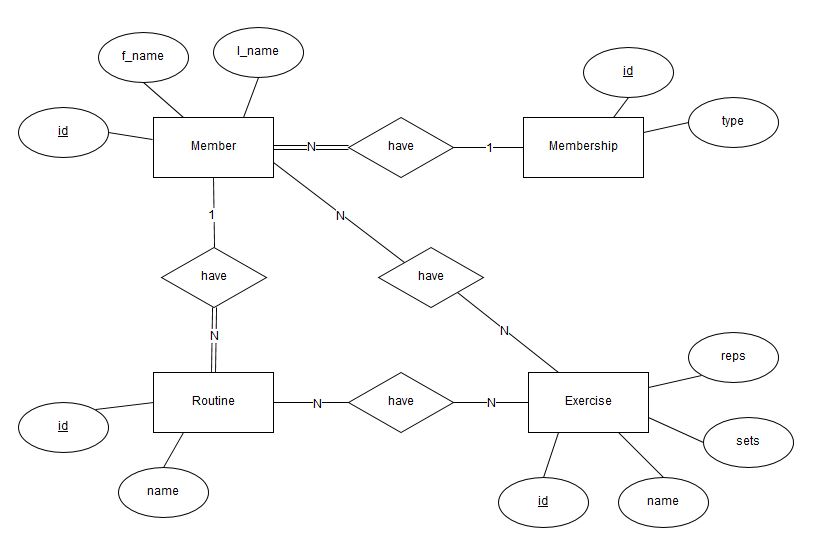 f_name
l_name
id
id
type
Member
N
have
1
Membership
1
N
have
have
N
N
reps
Routine
N
have
N
Exercise
id
sets
name
id
name